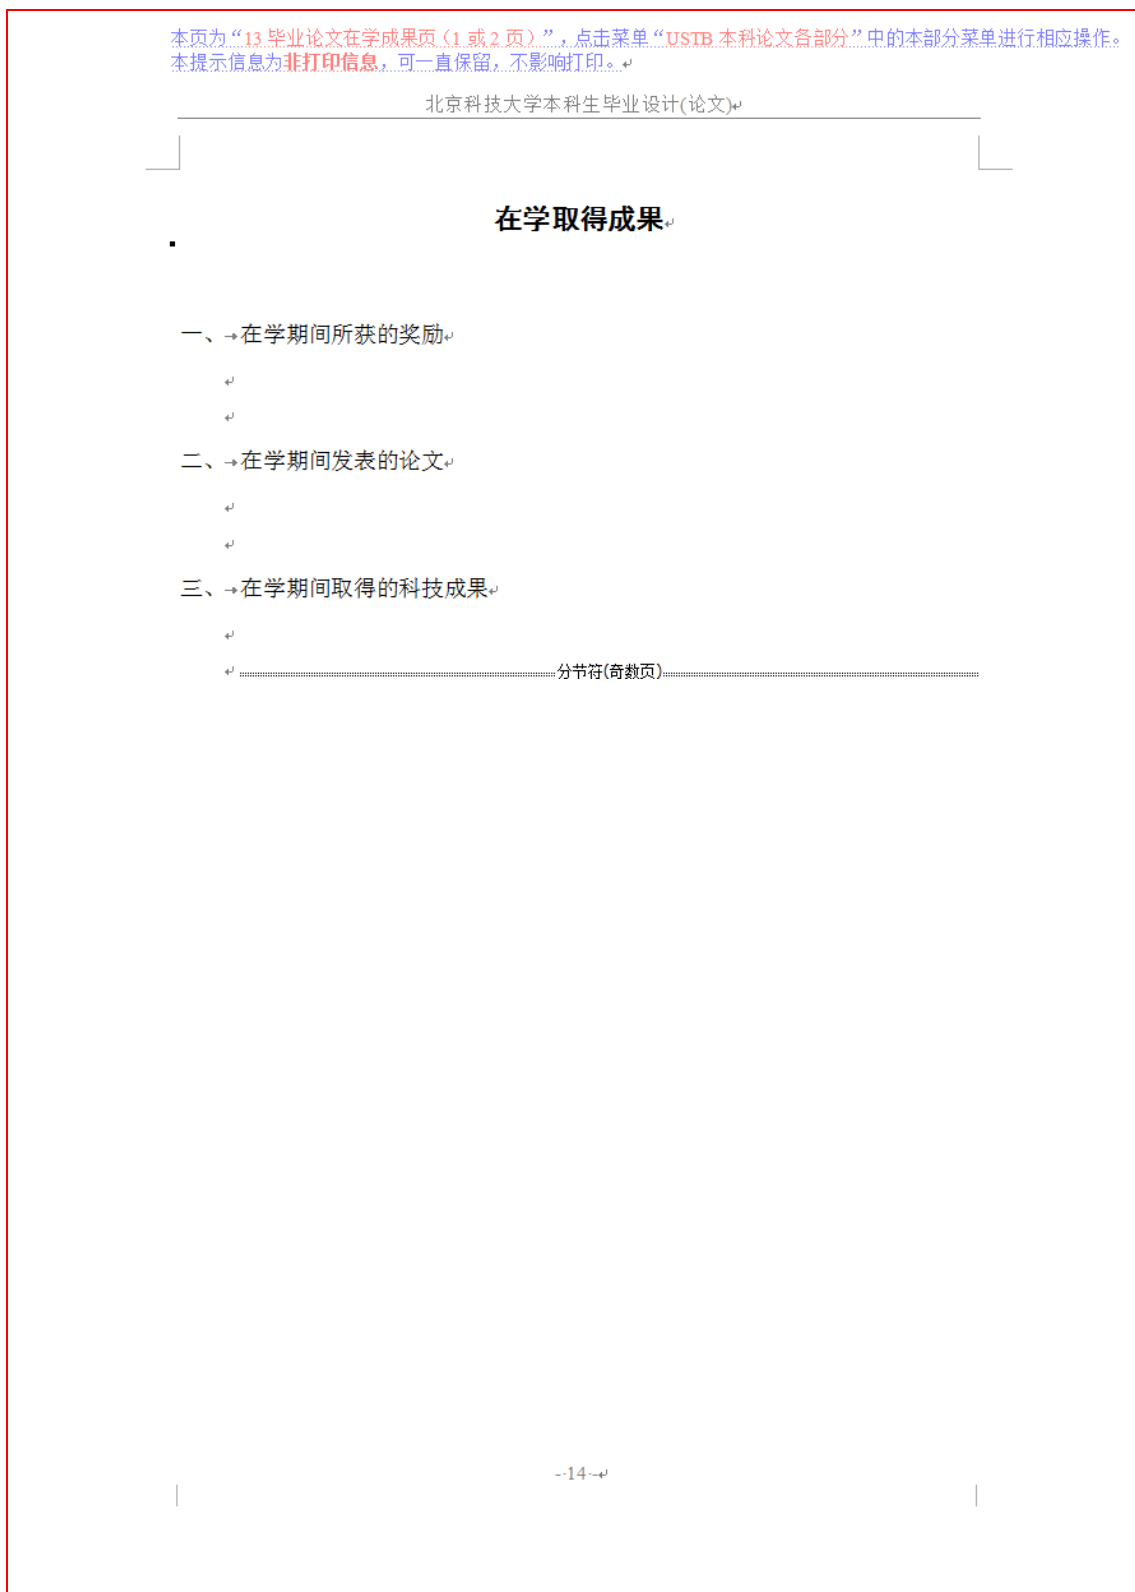 本页为“13 毕业论文在学成果页（1 或 2 页）”，点击菜单“USTB 本科论文各部分”中的本部分菜单进行相应操作。
本提示信息为非打印信息，可一直保留，不影响打印。
北京科技大学本科生毕业设计(论文)
在学取得成果
一、在学期间所获的奖励
二、在学期间发表的论文
三、在学期间取得的科技成果
分节符(奇数页)
- 14 -